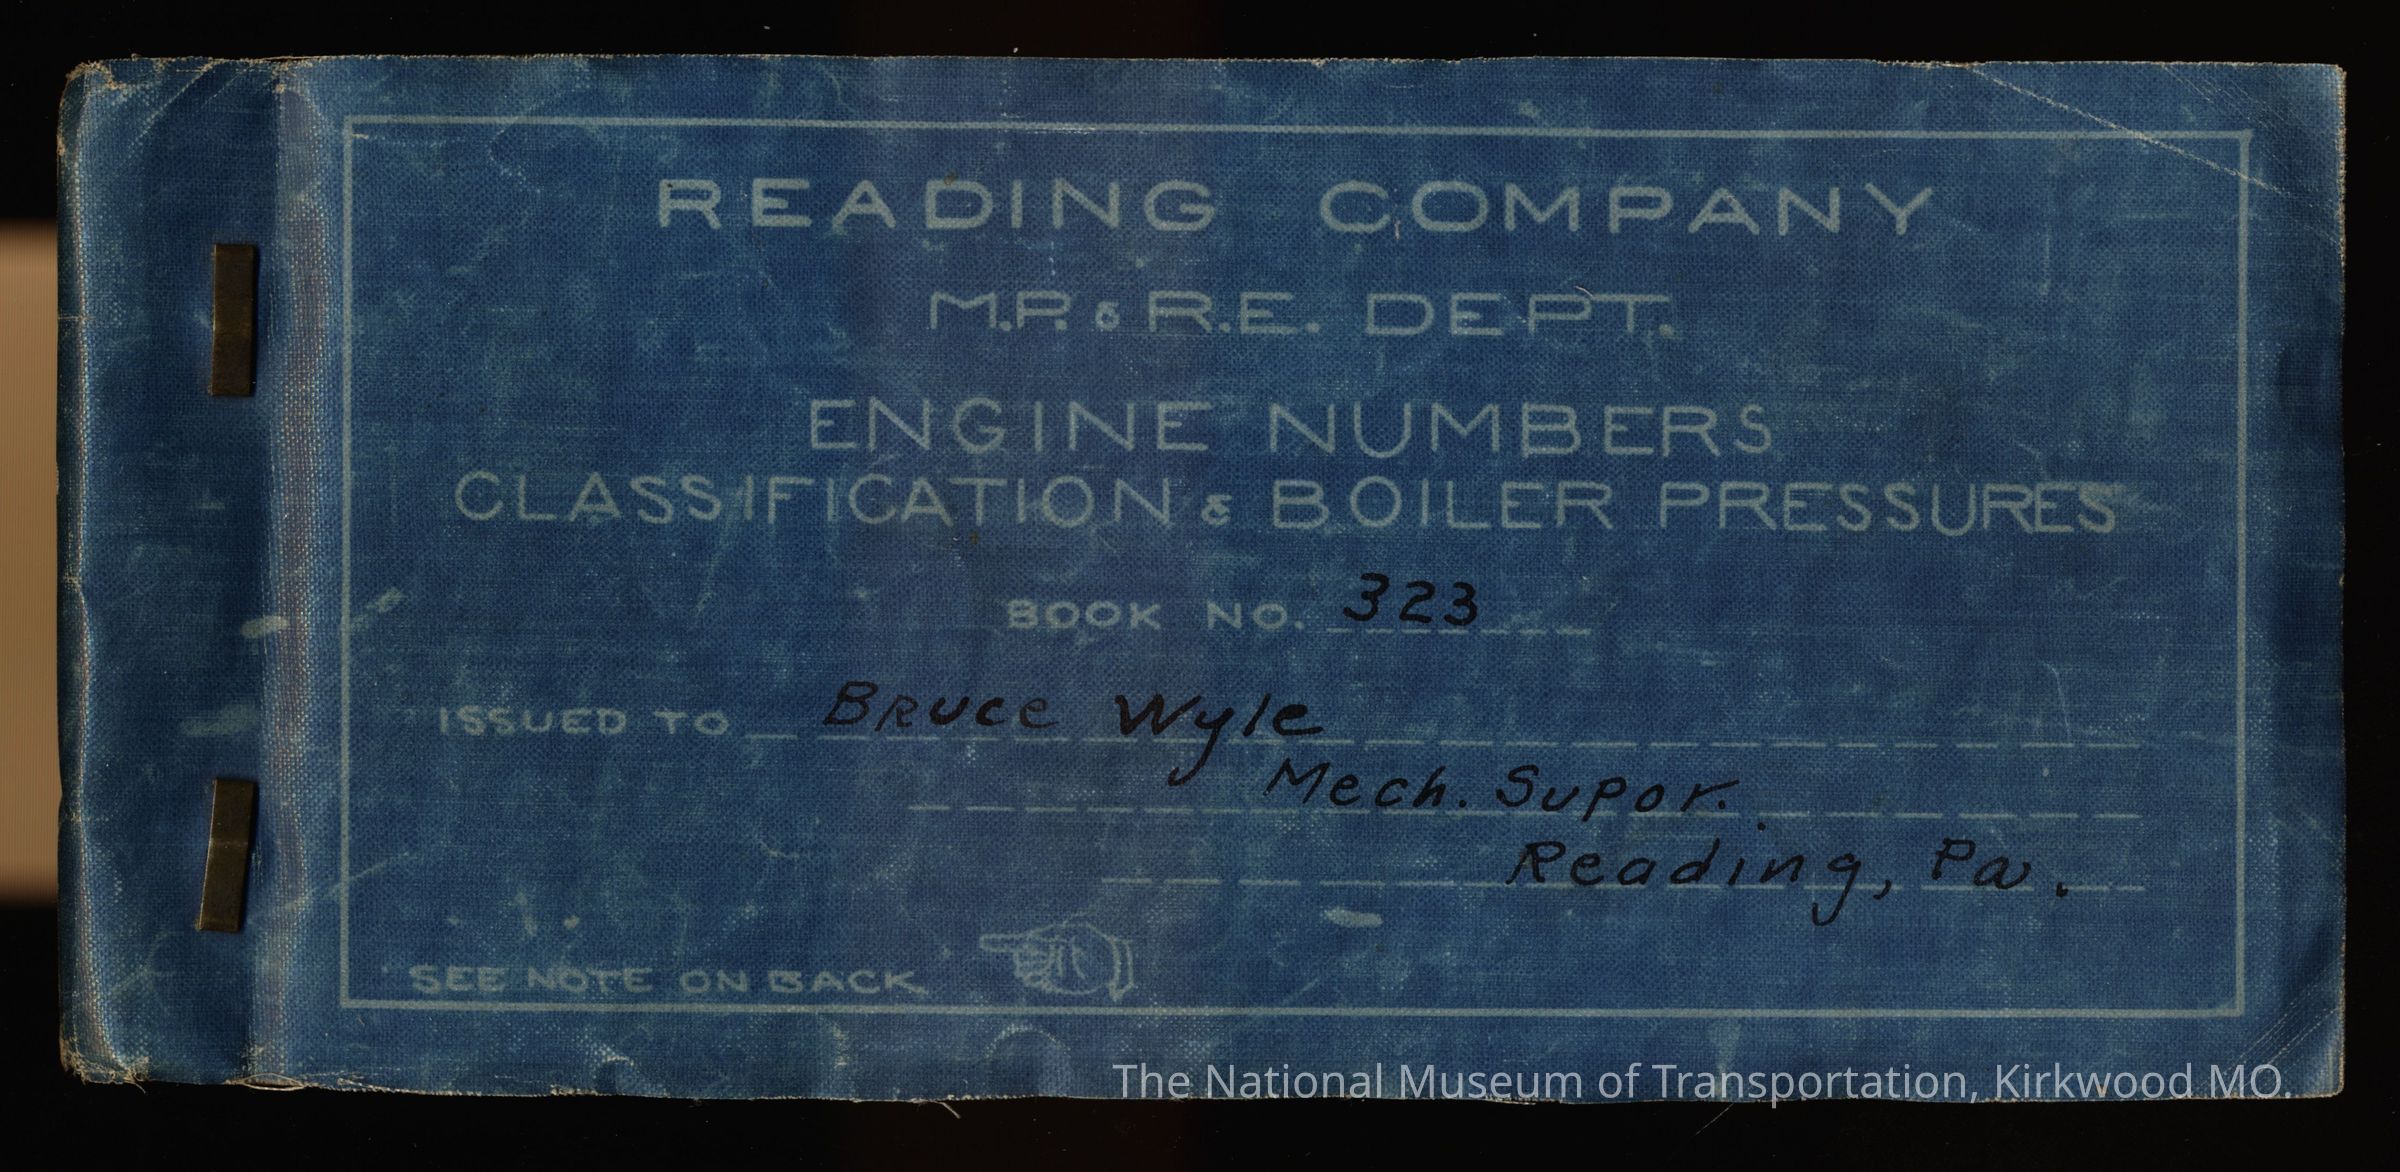 READING COMPANY
M.P. & R.E. DEPT.
ENGINE NUMBERS
CLASSIFICATION & BOILER PRESSURES
BOOK NO. 323
ISSUED TO Bruce Wyle
Mech. Supor.
Reading, Pa.
SEE NOTE ON BACK
The National Museum of Transportation, Kirkwood MO.